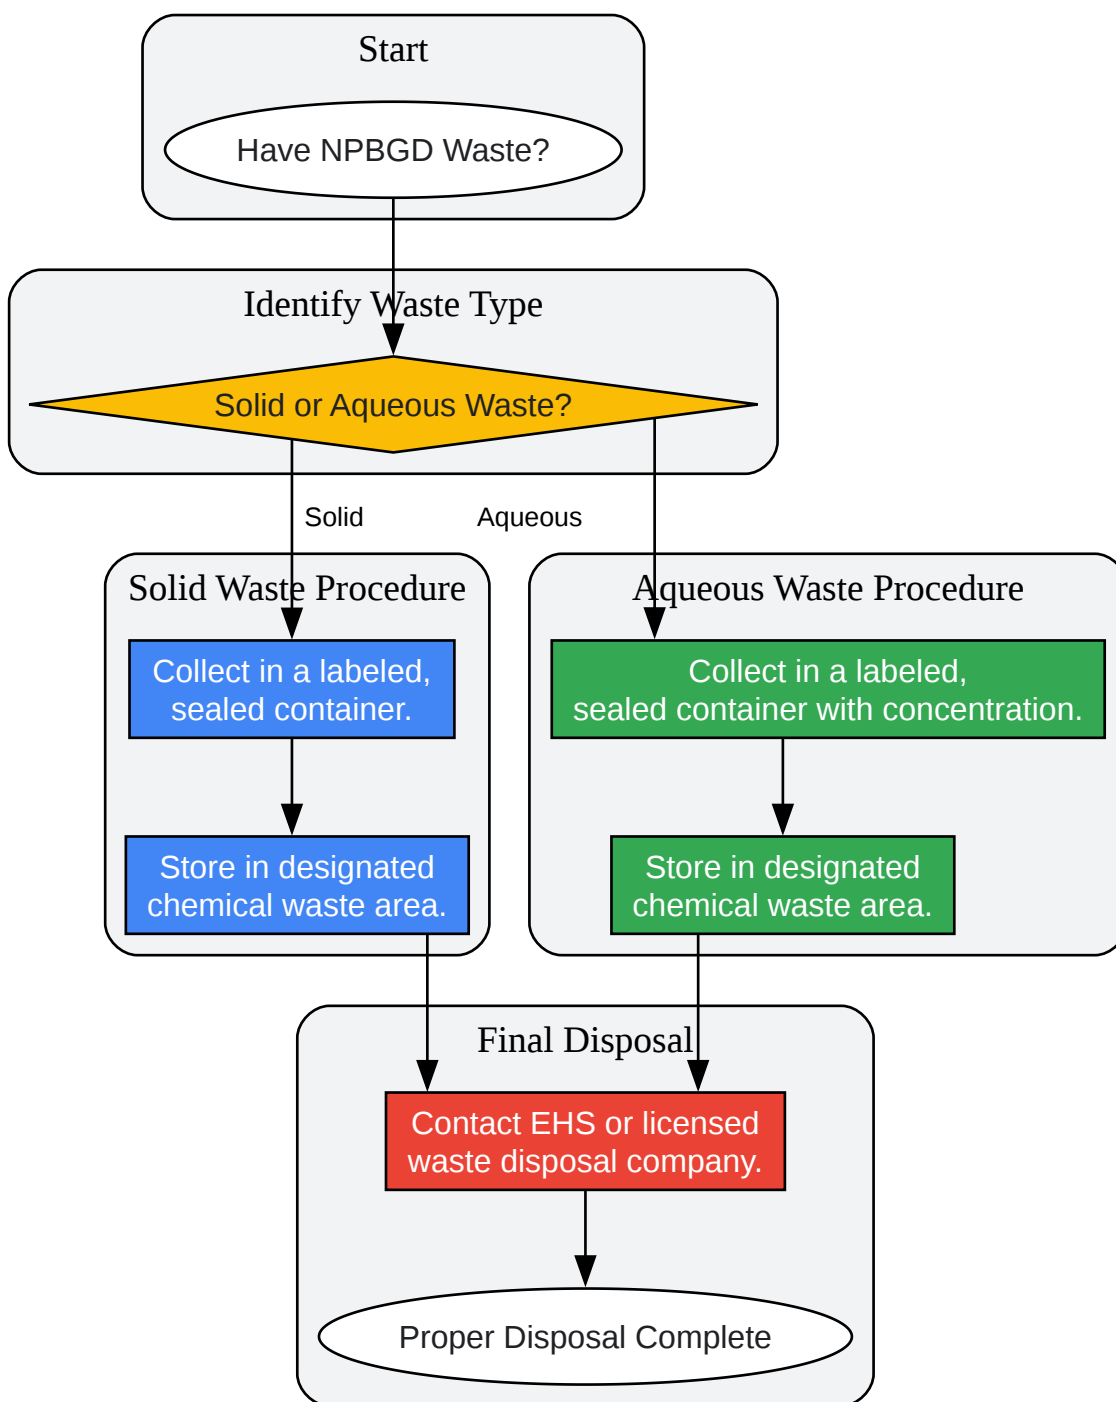 Start
Have NPBGD Waste?
Identify Waste Type
Solid or Aqueous Waste?
Solid
Aqueous
Solid Waste Procedure
Collect in a labeled,
sealed container.
Store in designated
chemical waste area.
Aqueous Waste Procedure
Collect in a labeled,
sealed container with concentration.
Store in designated
chemical waste area.
Final Disposal
Contact EHS or licensed
waste disposal company.
Proper Disposal Complete